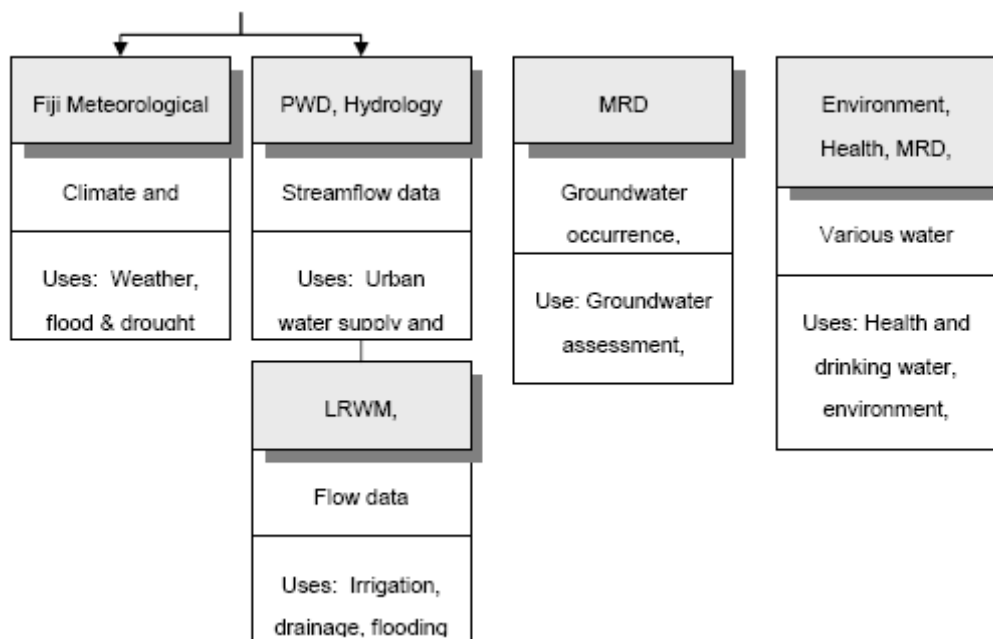 Fiji Meteorological
Climate and
Uses: Weather,
flood & drought
PWD, Hydrology
Streamflow data
Uses: Urban
water supply and
LRWM,
Flow data
Uses: Irrigation,
drainage, flooding
MRD
Groundwater
occurrence,
Use: Groundwater
assessment,
Environment,
Health, MRD,
Various water
Uses: Health and
drinking water,
environment,